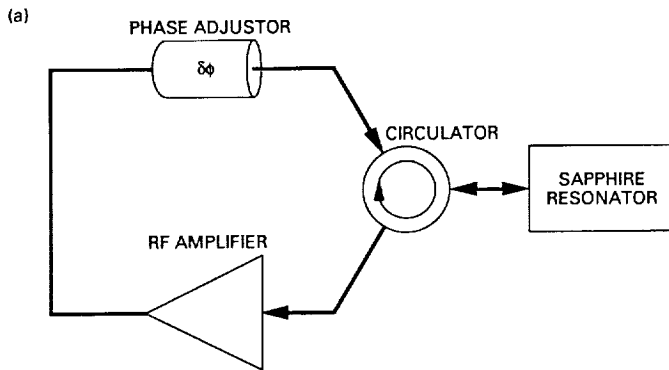 (a)
PHASE ADJUSTOR
δϕ
CIRCULATOR
SAPPHIRE
RESONATOR
RF AMPLIFIER